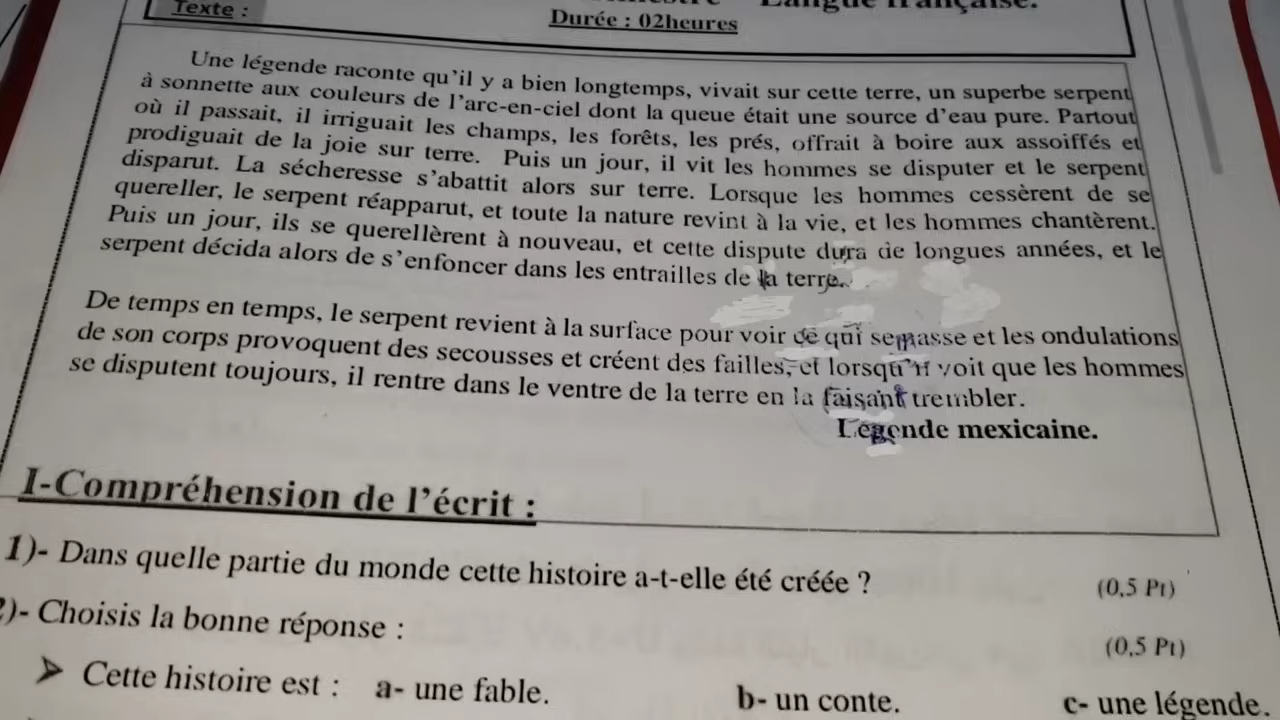 Langue française.
Texte :
Durée : 02heures
Une légende raconte qu'il y a bien longtemps, vivait sur cette terre, un superbe serpent
à sonnette aux couleurs de l'arc-en-ciel dont la queue était une source d'eau pure. Partout
où il passait, il irriguait les champs, les forêts, les prés, offrait à boire aux assoiffés et
prodiguait de la joie sur terre. Puis un jour, il vit les hommes se disputer et le serpent
disparut. La sécheresse s'abattit alors sur terre. Lorsque les hommes cessèrent de se
quereller, le serpent réapparut, et toute la nature revint à la vie, et les hommes chantèrent.
Puis un jour, ils se querellèrent à nouveau, et cette dispute dura de longues années, et le
serpent décida alors de s'enfoncer dans les entrailles de la terre.
De temps en temps, le serpent revient à la surface pour voir ce qui se passe et les ondulations
de son corps provoquent des secousses et créent des failles, et lorsqu'il voit que les hommes
se disputent toujours, il rentre dans le ventre de la terre en la faisant trembler.
Légende mexicaine.
I-Compréhension de l'écrit :
1)- Dans quelle partie du monde cette histoire a-t-elle été créée ? (0,5 Pt)
2)- Choisis la bonne réponse : (0,5 Pt)
➤ Cette histoire est : a- une fable. b- un conte. c- une légende.